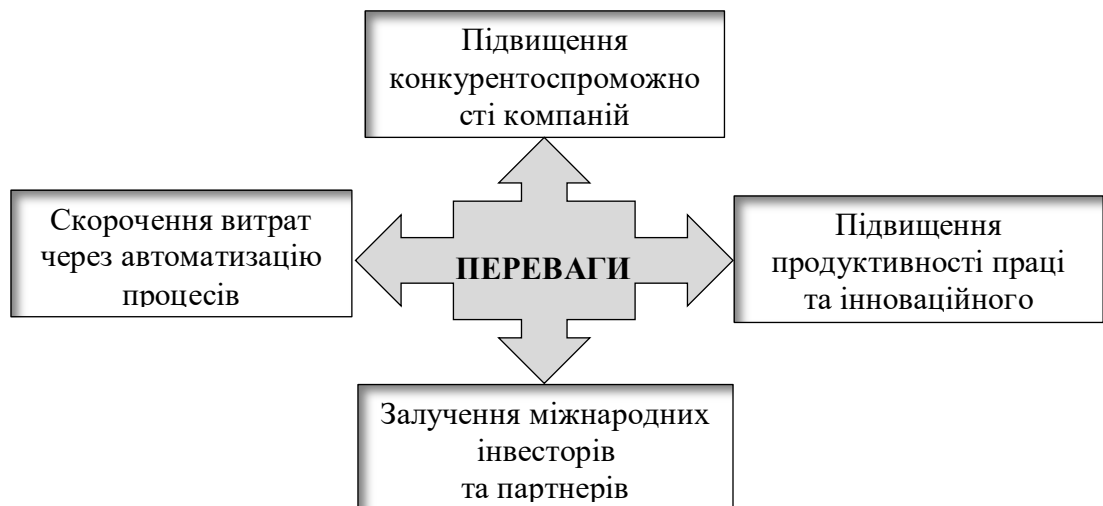 Підвищення
конкурентоспроможно
сті компаній
Скорочення витрат
через автоматизацію
процесів
ПЕРЕВАГИ
Підвищення
продуктивності праці
та інноваційного
Залучення міжнародних
інвесторів
та партнерів